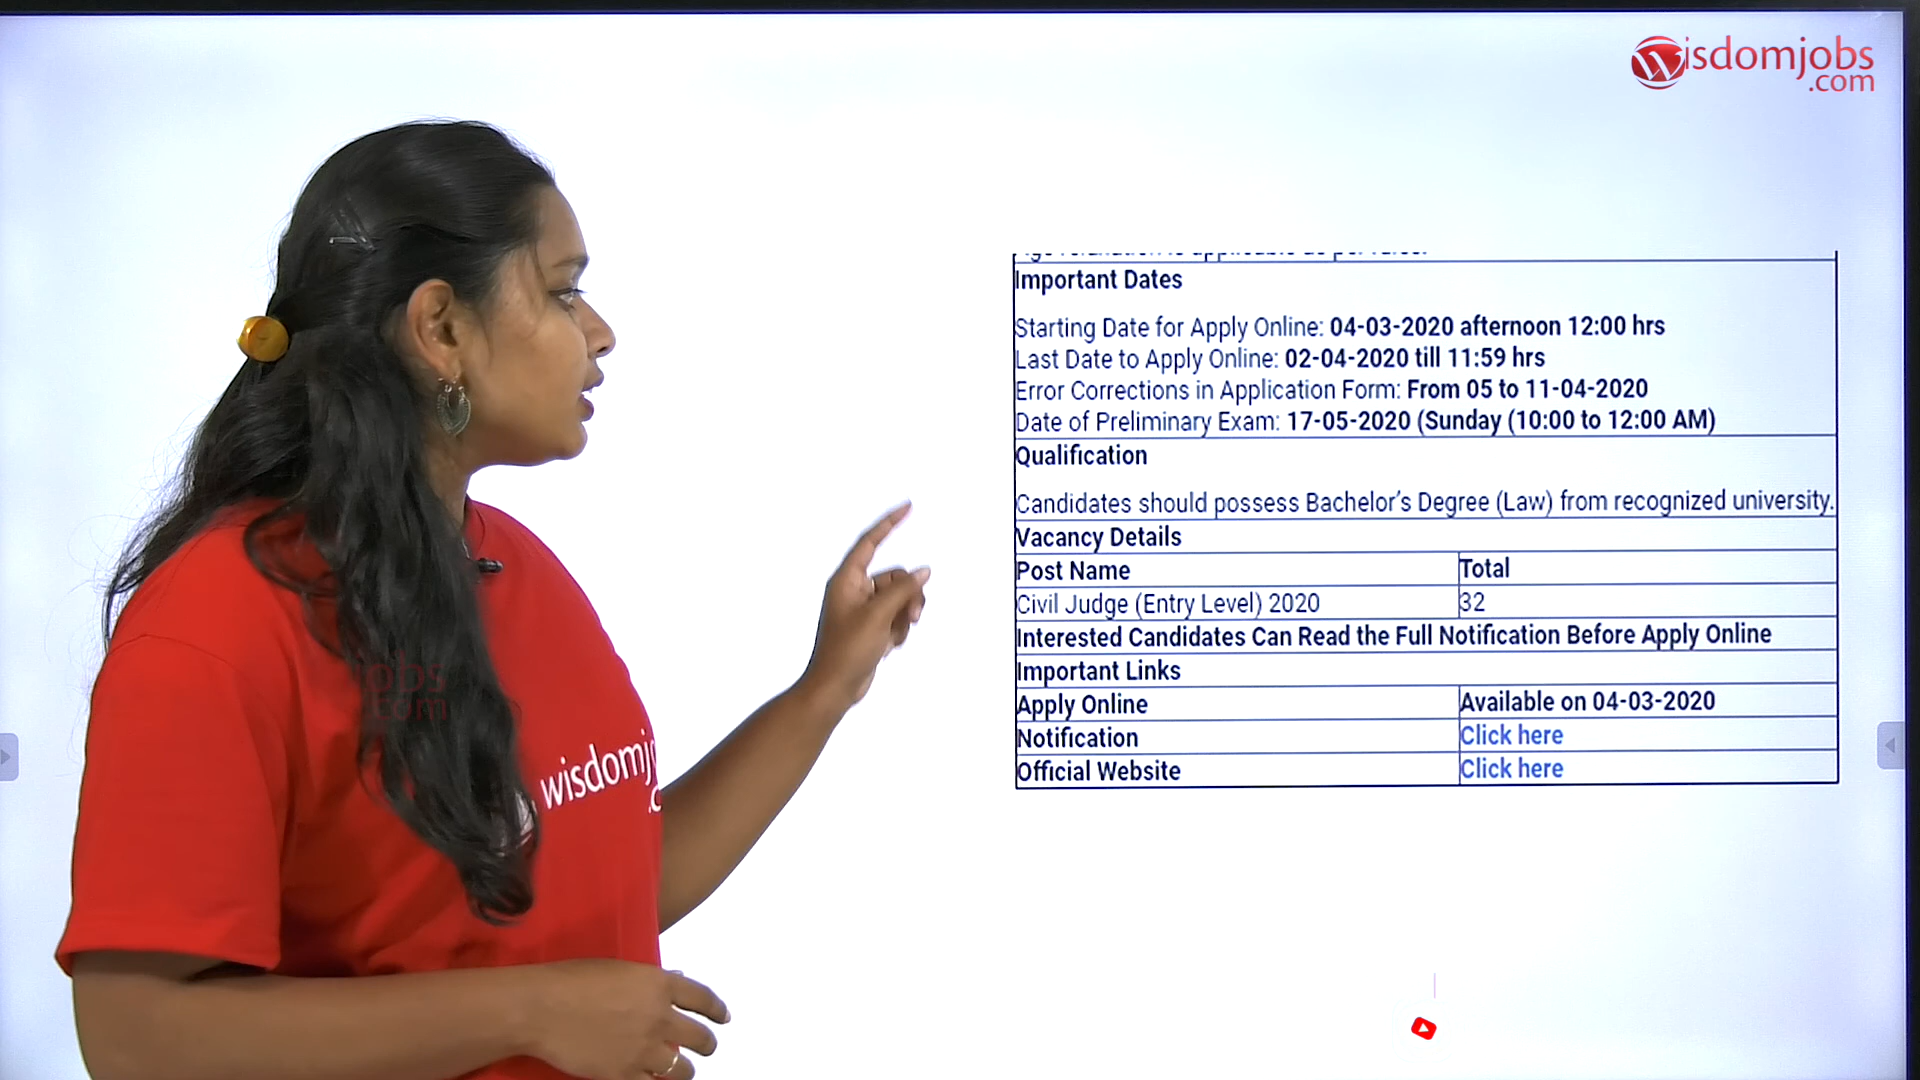 wisdomjobs
.com
Important Dates
Starting Date for Apply Online: 04-03-2020 afternoon 12:00 hrs
Last Date to Apply Online: 02-04-2020 till 11:59 hrs
Error Corrections in Application Form: From 05 to 11-04-2020
Date of Preliminary Exam: 17-05-2020 (Sunday (10:00 to 12:00 AM)
Qualification
Candidates should possess Bachelor’s Degree (Law) from recognized university.
Vacancy Details
Post Name Total
Civil Judge (Entry Level) 2020 32
Interested Candidates Can Read the Full Notification Before Apply Online
Important Links
Apply Online Available on 04-03-2020
Notification Click here
Official Website Click here
jobs
.com
wisdomj
.c